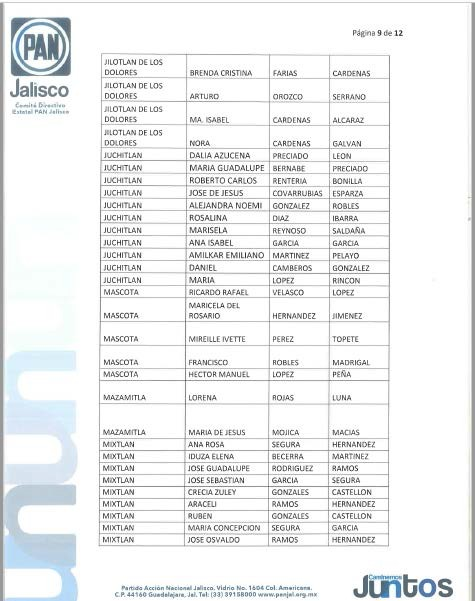 PAN
Jalisco
Comité Directivo
Estatal PAN Jalisco
Página 9 de 12
JILOTLAN DE LOS
DOLORES BRENDA CRISTINA FARIAS CARDENAS
JILOTLAN DE LOS
DOLORES ARTURO OROZCO SERRANO
JILOTLAN DE LOS
DOLORES MA. ISABEL CARDENAS ALCARAZ
JILOTLAN DE LOS
DOLORES NORA CARDENAS GALVAN
JUCHITLAN DALIA AZUCENA PRECIADO LEON
JUCHITLAN MARIA GUADALUPE BERNABE PRECIADO
JUCHITLAN ROBERTO CARLOS RENTERIA BONILLA
JUCHITLAN JOSE DE JESUS COVARRUBIAS ESPARZA
JUCHITLAN ALEJANDRA NOEMI GONZALEZ ROBLES
JUCHITLAN ROSALINA DIAZ IBARRA
JUCHITLAN MARISELA REYNOSO SALDAÑA
JUCHITLAN ANA ISABEL GARCIA GARCIA
JUCHITLAN AMILKAR EMILIANO MARTINEZ PELAYO
JUCHITLAN DANIEL CAMBEROS GONZALEZ
JUCHITLAN MARIA LOPEZ RINCON
MASCOTA RICARDO RAFAEL VELASCO LOPEZ
MASCOTA MARICELA DEL
ROSARIO HERNANDEZ JIMENEZ
MASCOTA MIREILLE IVETTE PEREZ TOPETE
MASCOTA FRANCISCO ROBLES MADRIGAL
MASCOTA HECTOR MANUEL LOPEZ PEÑA
MAZAMITLA LORENA ROJAS LUNA
MAZAMITLA MARIA DE JESUS MOJICA MACIAS
MIXTLAN ANA ROSA SEGURA HERNANDEZ
MIXTLAN IDUZA ELENA BECERRA MARTINEZ
MIXTLAN JOSE GUADALUPE RODRIGUEZ RAMOS
MIXTLAN JOSE SEBASTIAN GARCIA SEGURA
MIXTLAN CRECIA ZULEY GONZALES CASTELLON
MIXTLAN ARACELI RAMOS HERNANDEZ
MIXTLAN RUBEN GONZALES CASTELLON
MIXTLAN MARIA CONCEPCION SEGURA GARCIA
MIXTLAN JOSE OSVALDO RAMOS HERNANDEZ
Partido Acción Nacional Jalisco. Vidrio No. 1604 Col. Americana.
C.P. 44160 Guadalajara, Jal. Tel: (33) 39158000 www.panjal.org.mx
Caminemos
Juntos